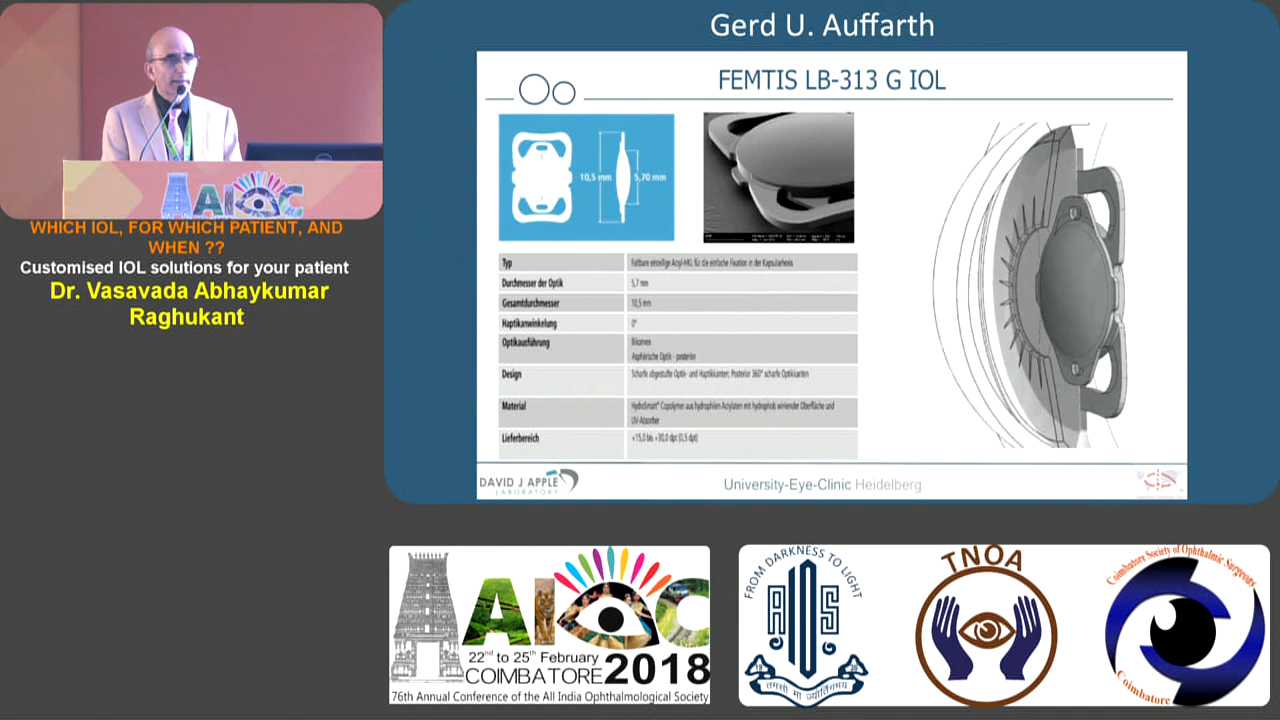 Gerd U. Auffarth
FEMTIS LB-313 G IOL
10,5 mm
5,70 mm
Typ
Faltbare einteilige Acryl-HKL für die einfache Fixation in der Kapsulorhexis
Durchmesser der Optik
5,7 mm
Gesamtdurchmesser
10,5 mm
Haptikanwinkelung
0°
Optikausführung
Bikonvex
Asphärische Optik - posterior
Design
Scharfe abgestufte Optik- und Haptikkanten; Posterior 360° scharfe Optikkanten
Material
HydroSmart® Copolymer aus hydrophilen Acrylaten mit hydrophob wirkender Oberfläche und
UV-Absorber
Lieferbereich
+15,0 bis +30,0 dpt (0,5 dpt)
DAVID J APPLE
LABORATORY
University-Eye-Clinic Heidelberg
AIOC
WHICH IOL, FOR WHICH PATIENT, AND
WHEN ??
Customised IOL solutions for your patient
Dr. Vasavada Abhaykumar
Raghukant
AIOC
22nd to 25th February
COIMBATORE 2018
76th Annual Conference of the All India Ophthalmological Society
FROM DARKNESS TO LIGHT
AIOS
तमसो मा ज्योतिर्गमय
TNOA
Coimbatore Society of Ophthalmic Surgeons
Coimbatore